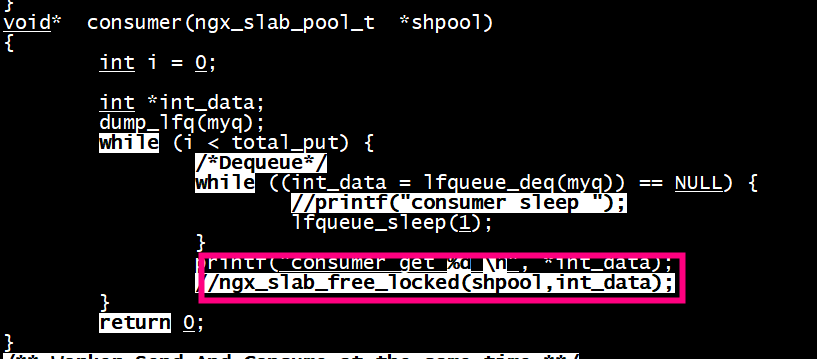 }
void*  consumer(ngx_slab_pool_t  *shpool)
{
int i = 0;
int *int_data;
dump_lfq(myq);
while (i < total_put) {
/*Dequeue*/
while ((int_data = lfqueue_deq(myq)) == NULL) {
//printf("consumer sleep ");
lfqueue_sleep(1);
}
printf("consumer get %d \n", *int_data);
//ngx_slab_free_locked(shpool,int_data);
}
return 0;
}
/** Worker Send And Consume at the same time **/